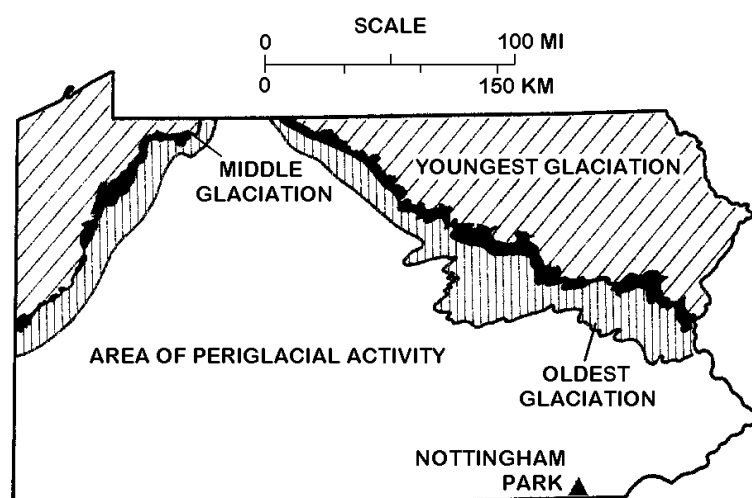 SCALE
0 100 MI
0 150 KM
MIDDLE
GLACIATION
YOUNGEST GLACIATION
AREA OF PERIGLACIAL ACTIVITY
OLDEST
GLACIATION
NOTTINGHAM
PARK